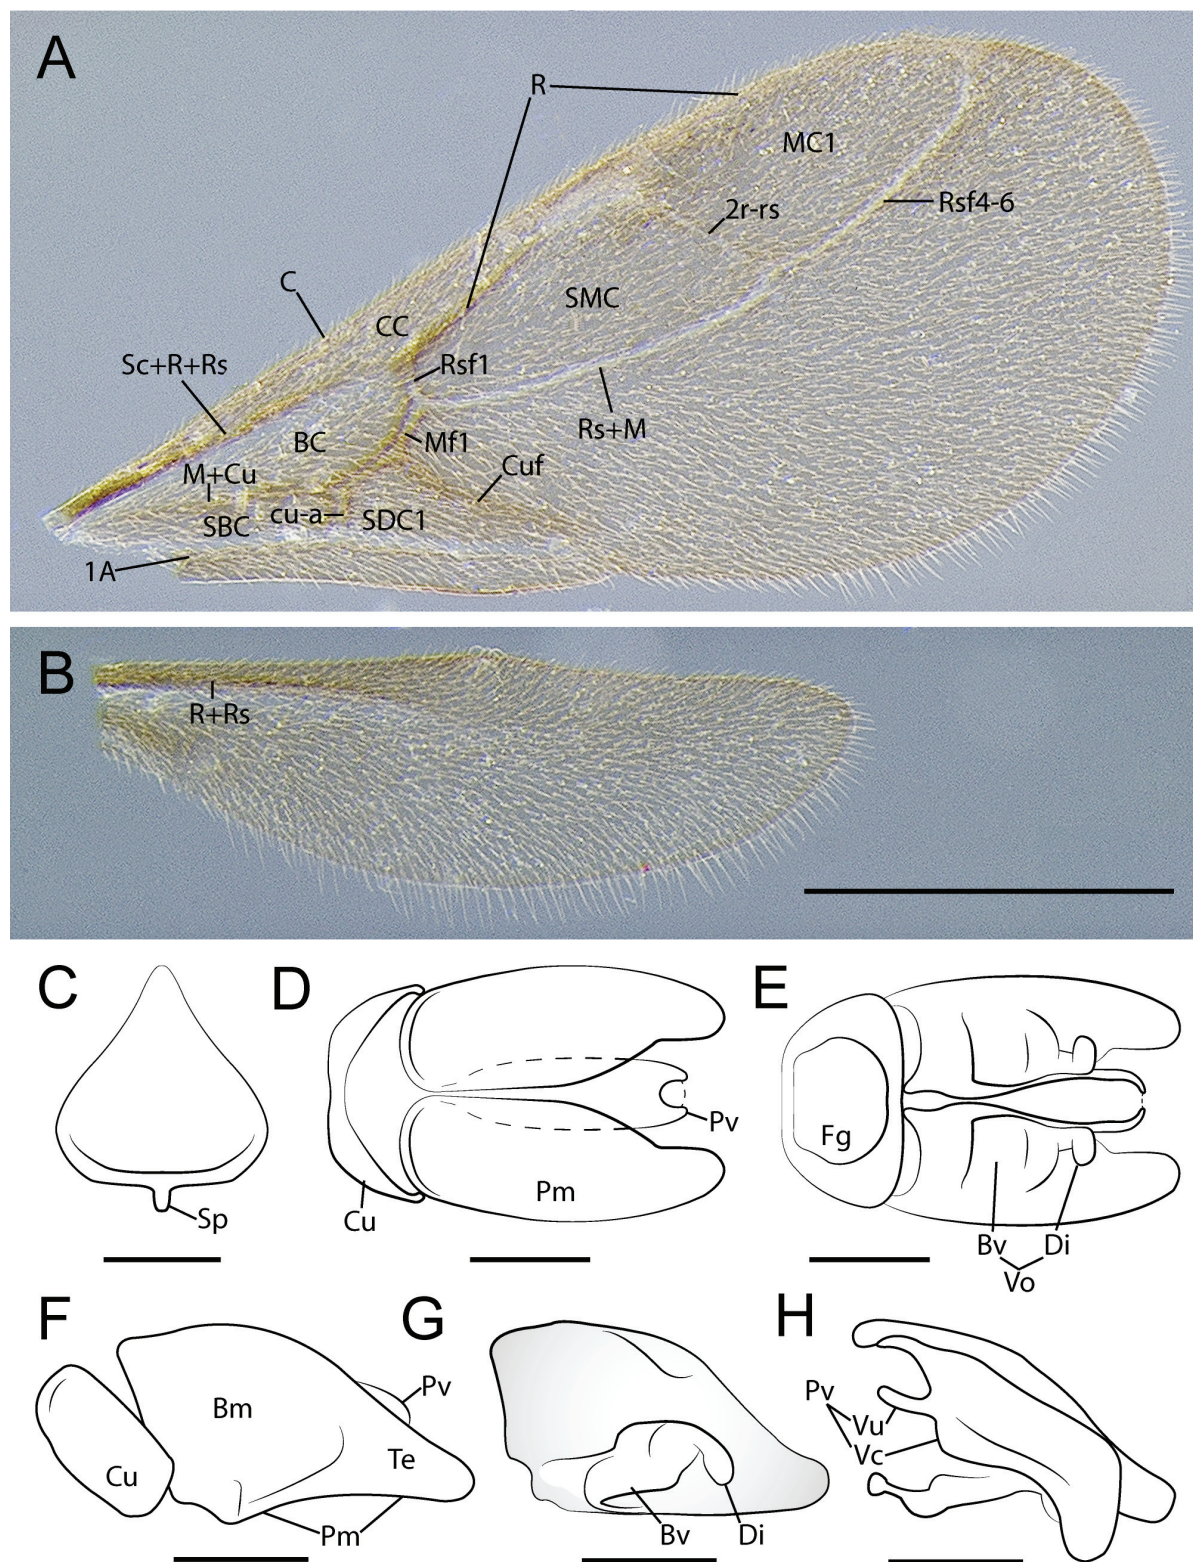 A
R
MC1
2r-rs
Rsf4-6
C
SMC
CC
Sc+R+Rs
Rsf1
BC
Mf1
Rs+M
M+Cu
Cuf
cu-a
SBC
SDC1
1A
B
R+Rs
C
D
E
Sp
Cu
Pm
Pv
Fg
Bv
Di
Vo
F
G
H
Bm
Pv
Te
Cu
Pm
Bv
Di
Pv
Vu
Vc